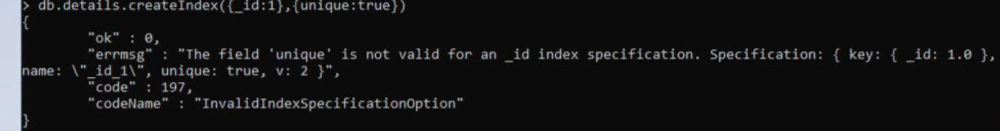 > db.details.createIndex({_id:1},{unique:true})
{
        "ok" : 0,
        "errmsg" : "The field 'unique' is not valid for an _id index specification. Specification: { key: { _id: 1.0 },
name: \"_id_1\", unique: true, v: 2 }",
        "code" : 197,
        "codeName" : "InvalidIndexSpecificationOption"
}